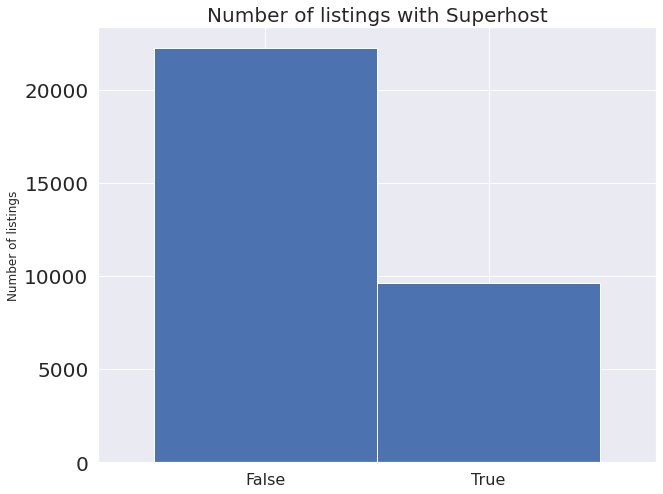 Number of listings with Superhost
Number of listings
20000
15000
10000
5000
0
False
True